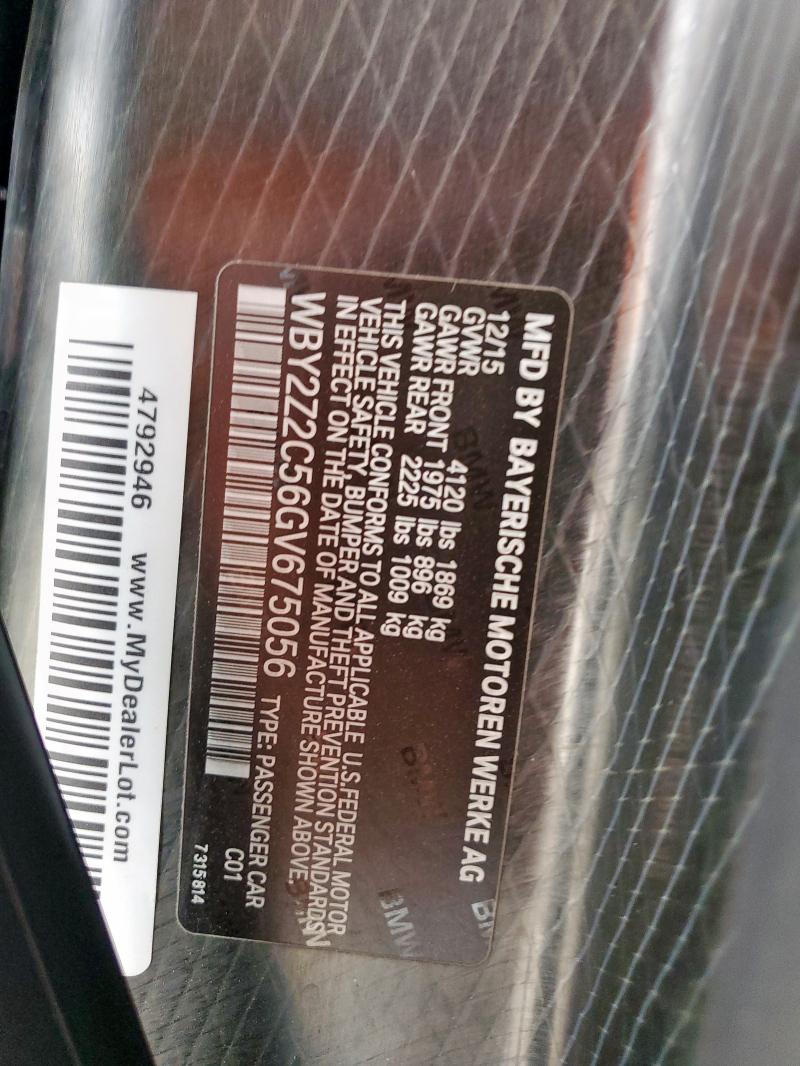 MFD BY BAYERISCHE MOTOREN WERKE AG
12/15
GVWR 4120 lbs 1869 kg
GAWR FRONT 1975 lbs 896 kg
GAWR REAR 2225 lbs 1009 kg
THIS VEHICLE CONFORMS TO ALL APPLICABLE U.S.FEDERAL MOTOR
VEHICLE SAFETY, BUMPER AND THEFT PREVENTION STANDARDS
IN EFFECT ON THE DATE OF MANUFACTURE SHOWN ABOVE.
WBY2Z2C56GV675056 TYPE: PASSENGER CAR
C01
7315814
4792946 www.MyDealerLot.com
BMW
BMW